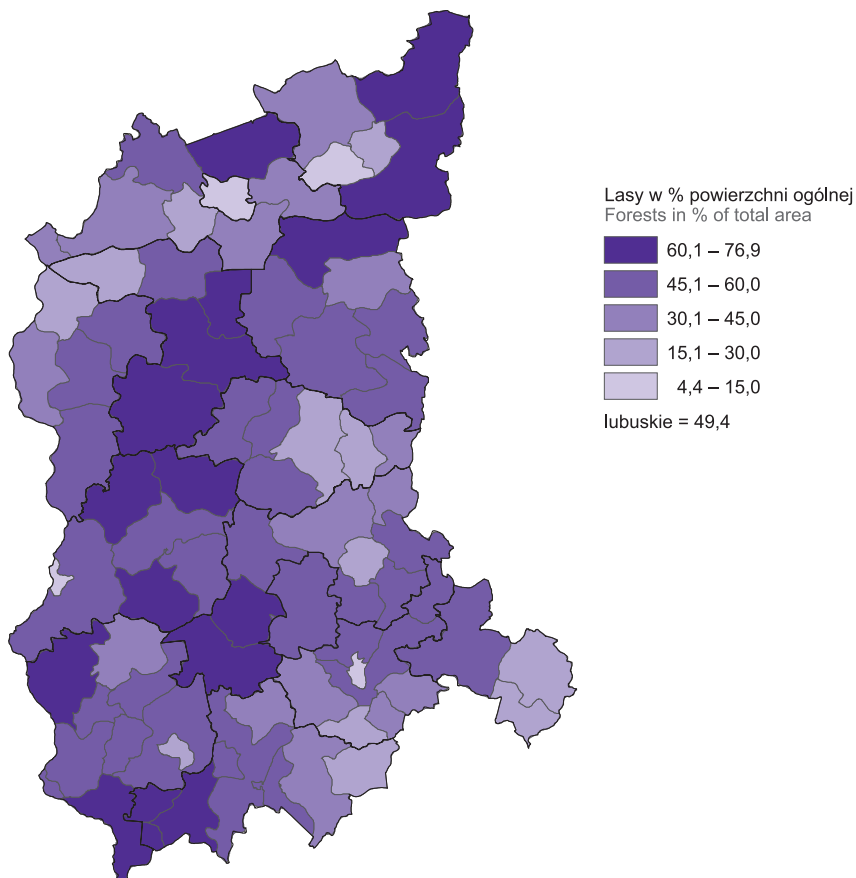 Lasy w % powierzchni ogólnej
Forests in % of total area
60,1 – 76,9
45,1 – 60,0
30,1 – 45,0
15,1 – 30,0
4,4 – 15,0
lubuskie = 49,4